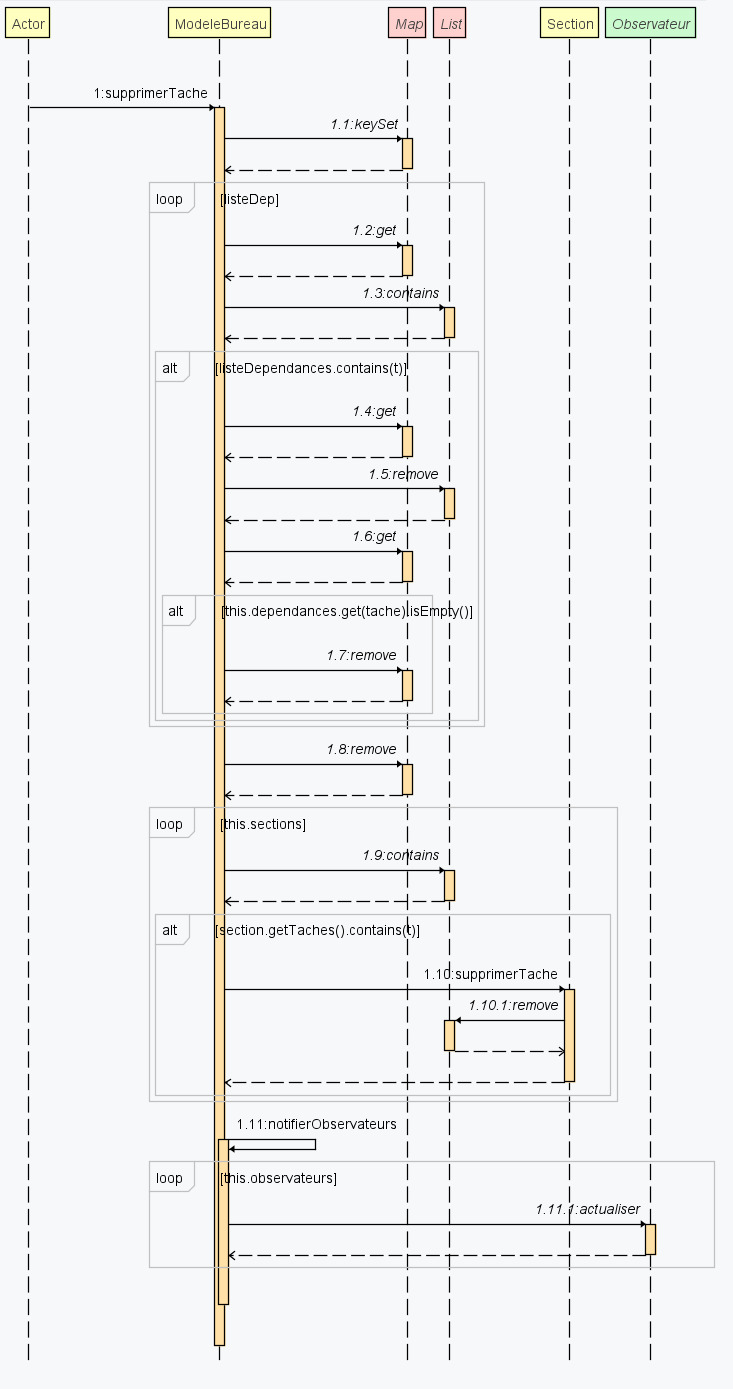 Actor ModeleBureau Map List Section Observateur
1:supprimerTache
1.1:keySet
loop [listeDep]
1.2:get
1.3:contains
alt [listeDependances.contains(t)]
1.4:get
1.5:remove
1.6:get
alt [this.dependances.get(tache).isEmpty()]
1.7:remove
1.8:remove
loop [this.sections]
1.9:contains
alt [section.getTaches().contains(t)]
1.10:supprimerTache
1.10.1:remove
1.11:notifierObservateurs
loop [this.observateurs]
1.11.1:actualiser